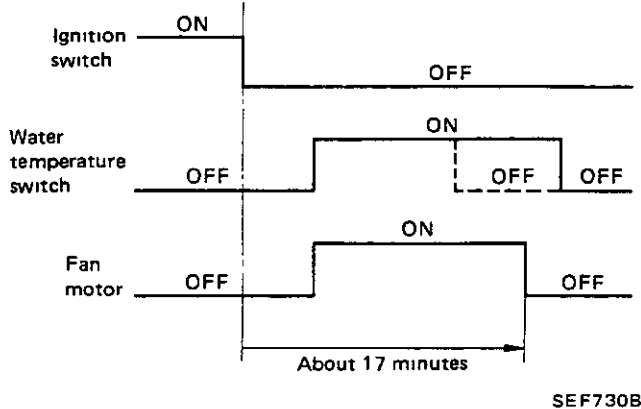 ON
Ignition
switch
OFF
Water
temperature
switch
ON
OFF
OFF
OFF
ON
Fan
motor
OFF
OFF
About 17 minutes
SEF730B